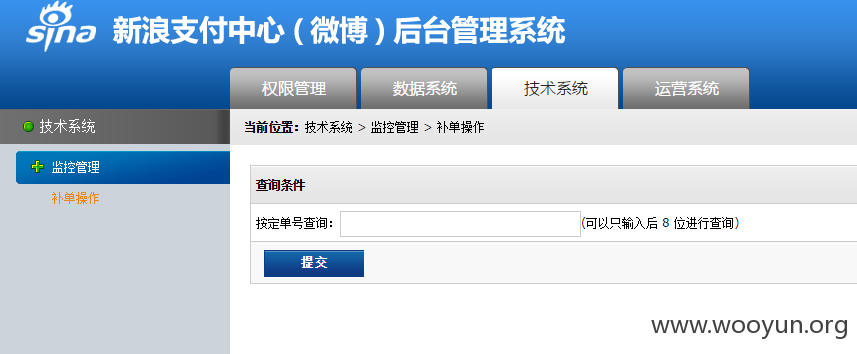 sina 新浪支付中心（微博）后台管理系统
权限管理 数据系统 技术系统 运营系统
技术系统 当前位置：技术系统 > 监控管理 > 补单操作
监控管理
补单操作
查询条件
按定单号查询： (可以只输入后 8 位进行查询)
提交
www.wooyun.org